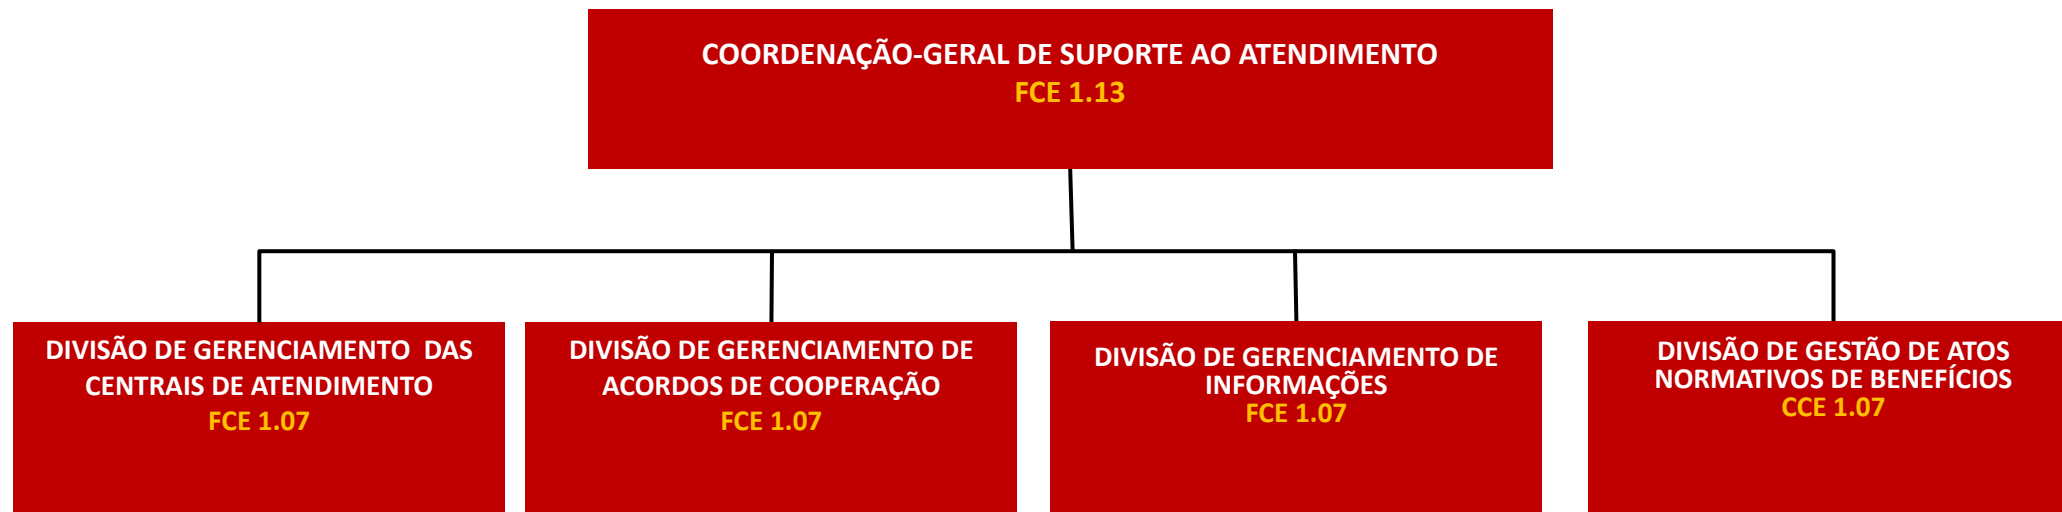 COORDENAÇÃO-GERAL DE SUPORTE AO ATENDIMENTO
FCE 1.13
DIVISÃO DE GERENCIAMENTO  DAS
CENTRAIS DE ATENDIMENTO
FCE 1.07
DIVISÃO DE GERENCIAMENTO DE
ACORDOS DE COOPERAÇÃO
FCE 1.07
DIVISÃO DE GERENCIAMENTO DE
INFORMAÇÕES
FCE 1.07
DIVISÃO DE GESTÃO DE ATOS
NORMATIVOS DE BENEFÍCIOS
CCE 1.07